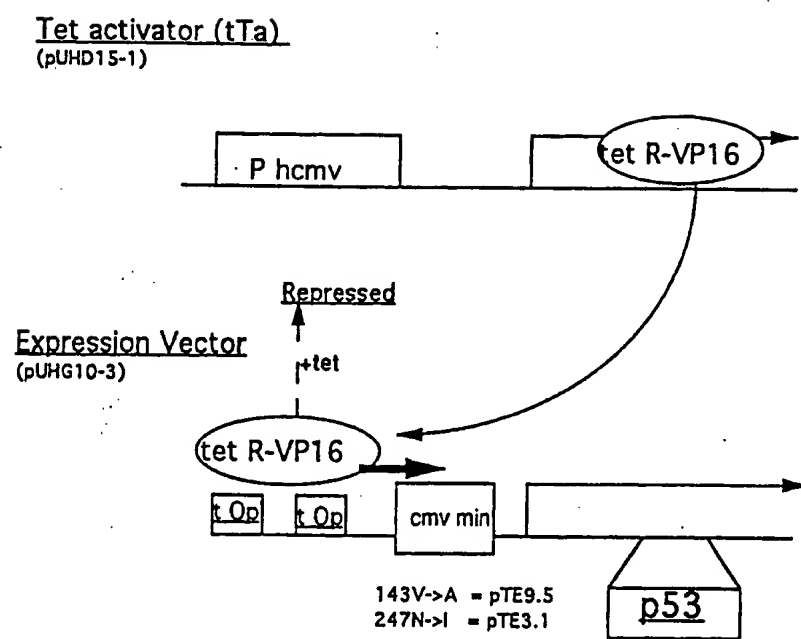 Tet activator (tTa)
(pUHD15-1)
P hcmv
tet R-VP16
Repressed
Expression Vector
(pUHG10-3)
+tet
tet R-VP16
t Op
t Op
cmv min
143V->A = pTE9.5
247N->I = pTE3.1
p53